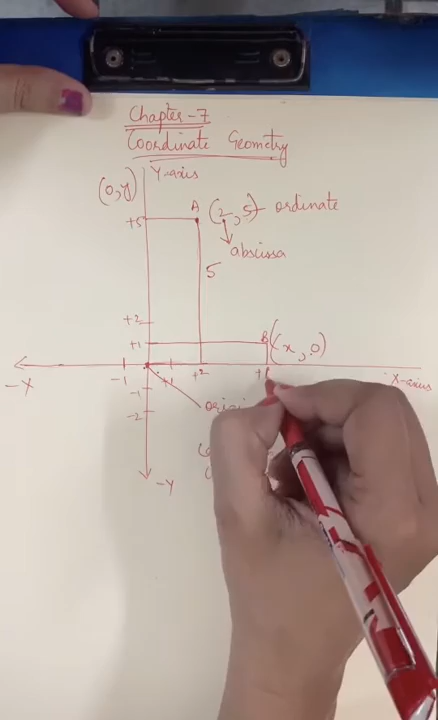 Chapter-7
Coordinate Geometry
Y-axis
(0,y)
A (2,5) - ordinate
+5
abscissa
5
+2
+1
B (x,0)
-X
-1
+1
+2
X-axis
-1
-2
-Y